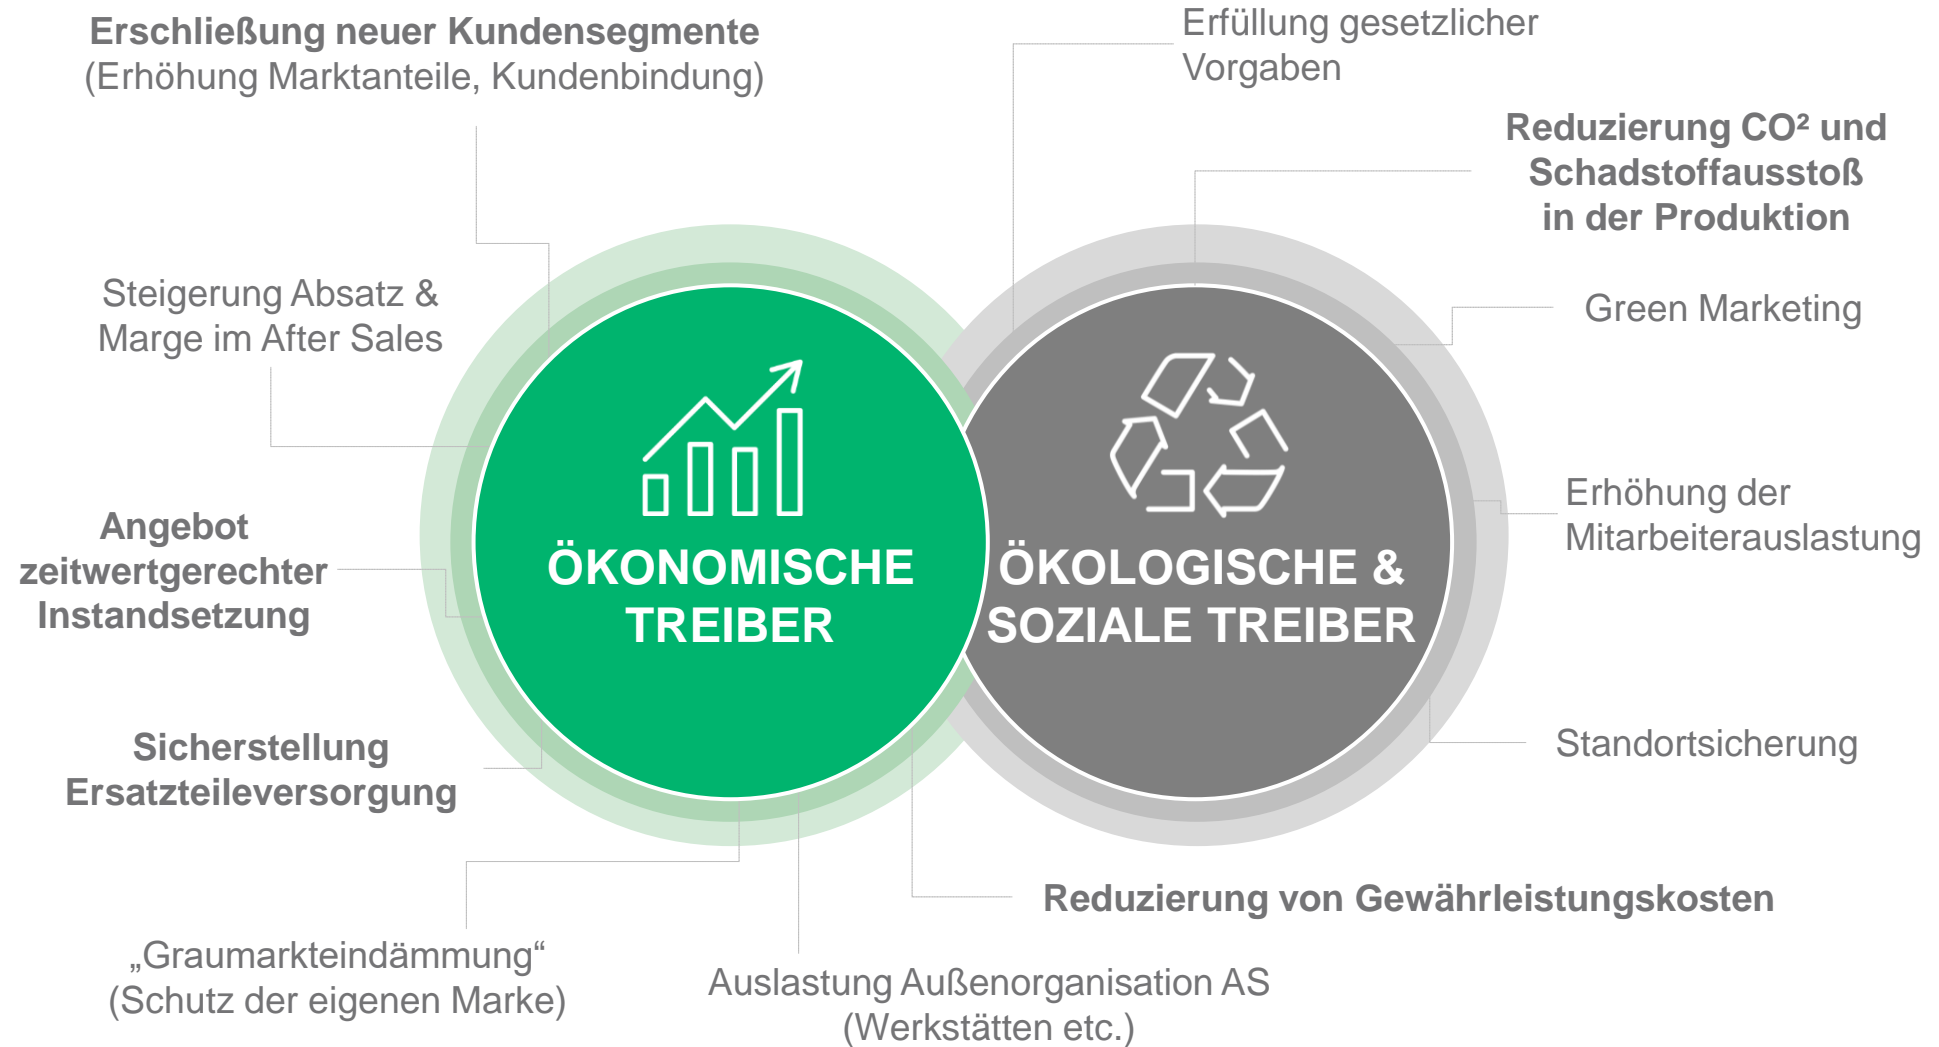 Erschließung neuer Kundensegmente
(Erhöhung Marktanteile, Kundenbindung)
Erfüllung gesetzlicher
Vorgaben
Reduzierung CO² und
Schadstoffausstoß
in der Produktion
Steigerung Absatz &
Marge im After Sales
Green Marketing
Angebot
zeitwertgerechter
Instandsetzung
ÖKONOMISCHE
TREIBER
ÖKOLOGISCHE &
SOZIALE TREIBER
Erhöhung der
Mitarbeiterauslastung
Sicherstellung
Ersatzteileversorgung
Standortsicherung
Reduzierung von Gewährleistungskosten
„Graumarkteindämmung“
(Schutz der eigenen Marke)
Auslastung Außenorganisation AS
(Werkstätten etc.)